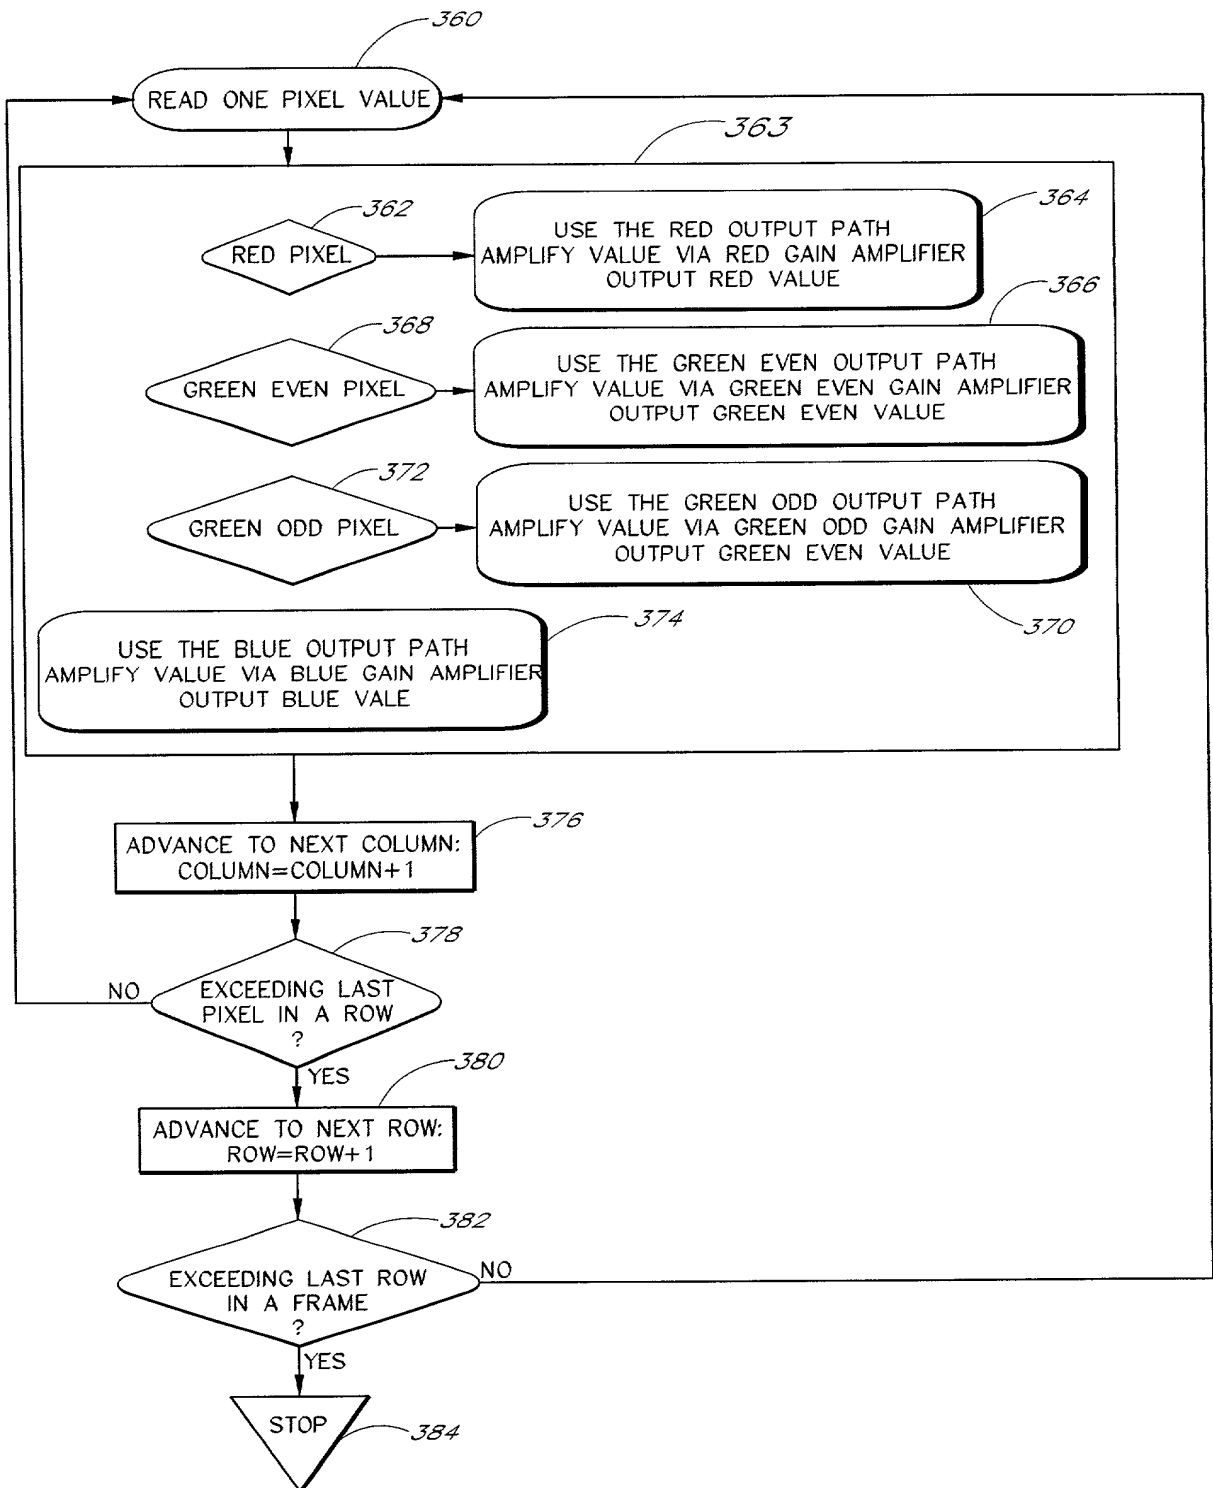 360
READ ONE PIXEL VALUE
363
362
RED PIXEL
364
USE THE RED OUTPUT PATH
AMPLIFY VALUE VIA RED GAIN AMPLIFIER
OUTPUT RED VALUE
366
368
GREEN EVEN PIXEL
USE THE GREEN EVEN OUTPUT PATH
AMPLIFY VALUE VIA GREEN EVEN GAIN AMPLIFIER
OUTPUT GREEN EVEN VALUE
372
GREEN ODD PIXEL
USE THE GREEN ODD OUTPUT PATH
AMPLIFY VALUE VIA GREEN ODD GAIN AMPLIFIER
OUTPUT GREEN EVEN VALUE
370
374
USE THE BLUE OUTPUT PATH
AMPLIFY VALUE VIA BLUE GAIN AMPLIFIER
OUTPUT BLUE VALE
376
ADVANCE TO NEXT COLUMN:
COLUMN=COLUMN+1
378
NO
EXCEEDING LAST
PIXEL IN A ROW
?
YES
380
ADVANCE TO NEXT ROW:
ROW=ROW+1
382
EXCEEDING LAST ROW
IN A FRAME
?
NO
YES
STOP
384